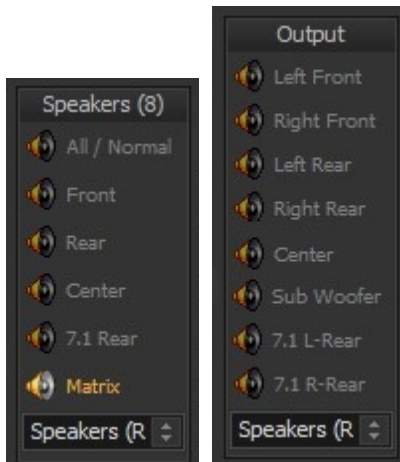 Speakers (8)
All / Normal
Front
Rear
Center
7.1 Rear
Matrix
Speakers (R
Output
Left Front
Right Front
Left Rear
Right Rear
Center
Sub Woofer
7.1 L-Rear
7.1 R-Rear
Speakers (R